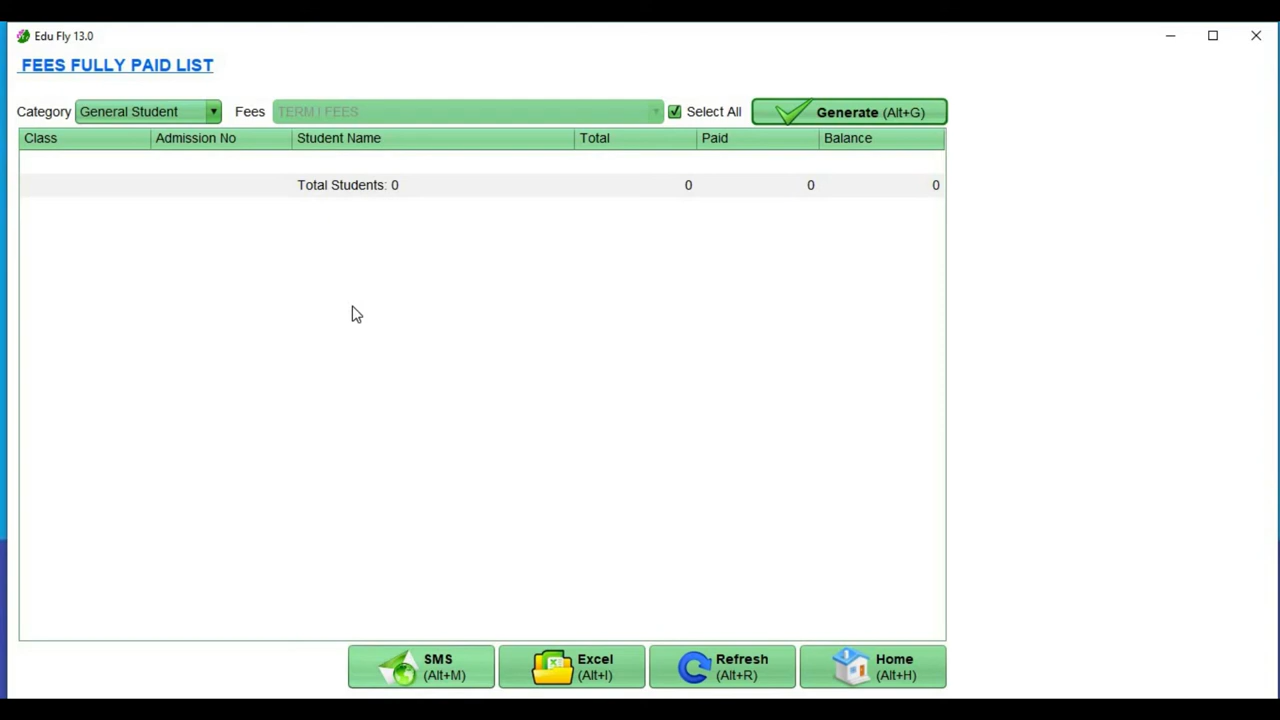 Edu Fly 13.0
FEES FULLY PAID LIST
Category General Student Fees TERM I FEES Select All Generate (Alt+G)
Class Admission No Student Name Total Paid Balance
Total Students: 0 0 0 0
SMS (Alt+M) Excel (Alt+I) Refresh (Alt+R) Home (Alt+H)